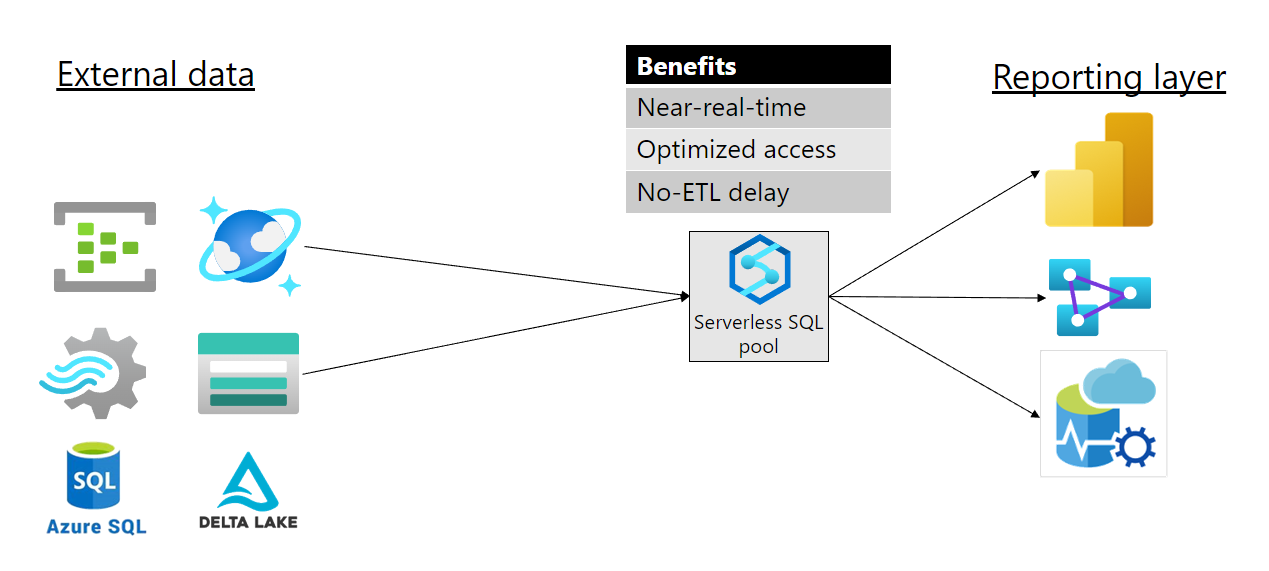 External data
Benefits
Near-real-time
Optimized access
No-ETL delay
Reporting layer
Serverless SQL
pool
SQL
Azure SQL
DELTA LAKE